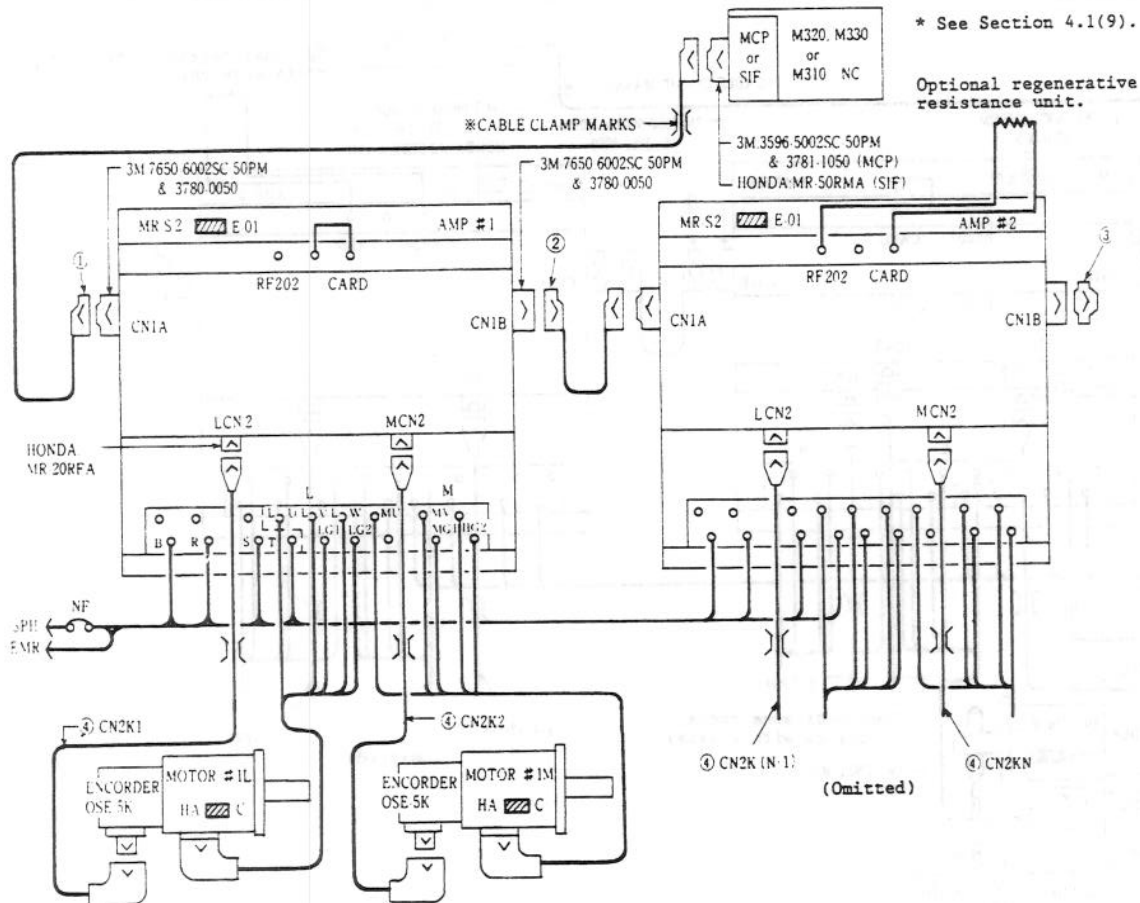 * See Section 4.1(9).
MCP
or
SIF
M320, M330
or
M310 NC
Optional regenerative
resistance unit.
※CABLE CLAMP MARKS
3M 7650 6002SC 50PM
& 3780-0050
3M 7650 6002SC 50PM
& 3780 0050
3M 3596-5002SC 50PM
& 3781-1050 (MCP)
HONDA MR-50RMA (SIF)
MR S2 E-01
AMP #1
MR S2 E-01
AMP #2
RF202 CARD
RF202 CARD
①
②
③
CN1A
CN1B
CN1A
CN1B
LCN2
MCN2
LCN2
MCN2
HONDA
MR 20RFA
L
M
L U L V L W MU MV
B R S T LG1 LG2 MG1 HG2
NF
3PH
EMR
④ CN2K1
④ CN2K2
④ CN2K (N-1)
④ CN2KN
(Omitted)
ENCORDER
OSE 5K
MOTOR #1L
HA C
ENCORDER
OSE 5K
MOTOR #1M
HA C